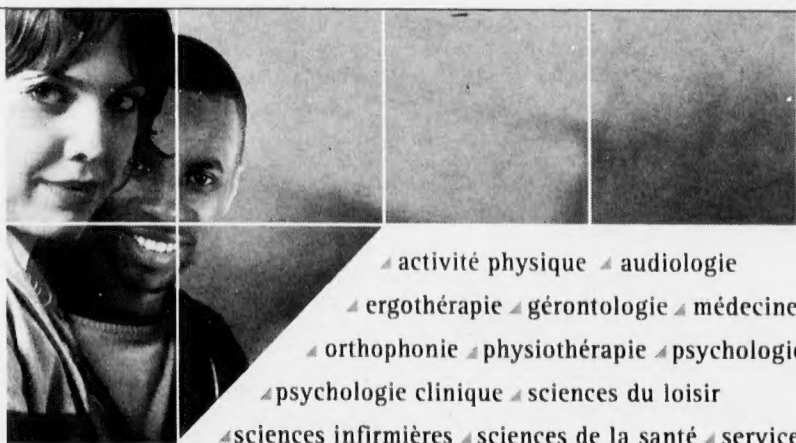 activité physique audiologie
ergothérapie gérontologie médecine
orthophonie physiothérapie psychologie
psychologie clinique sciences du loisir
sciences infirmières sciences de la santé service